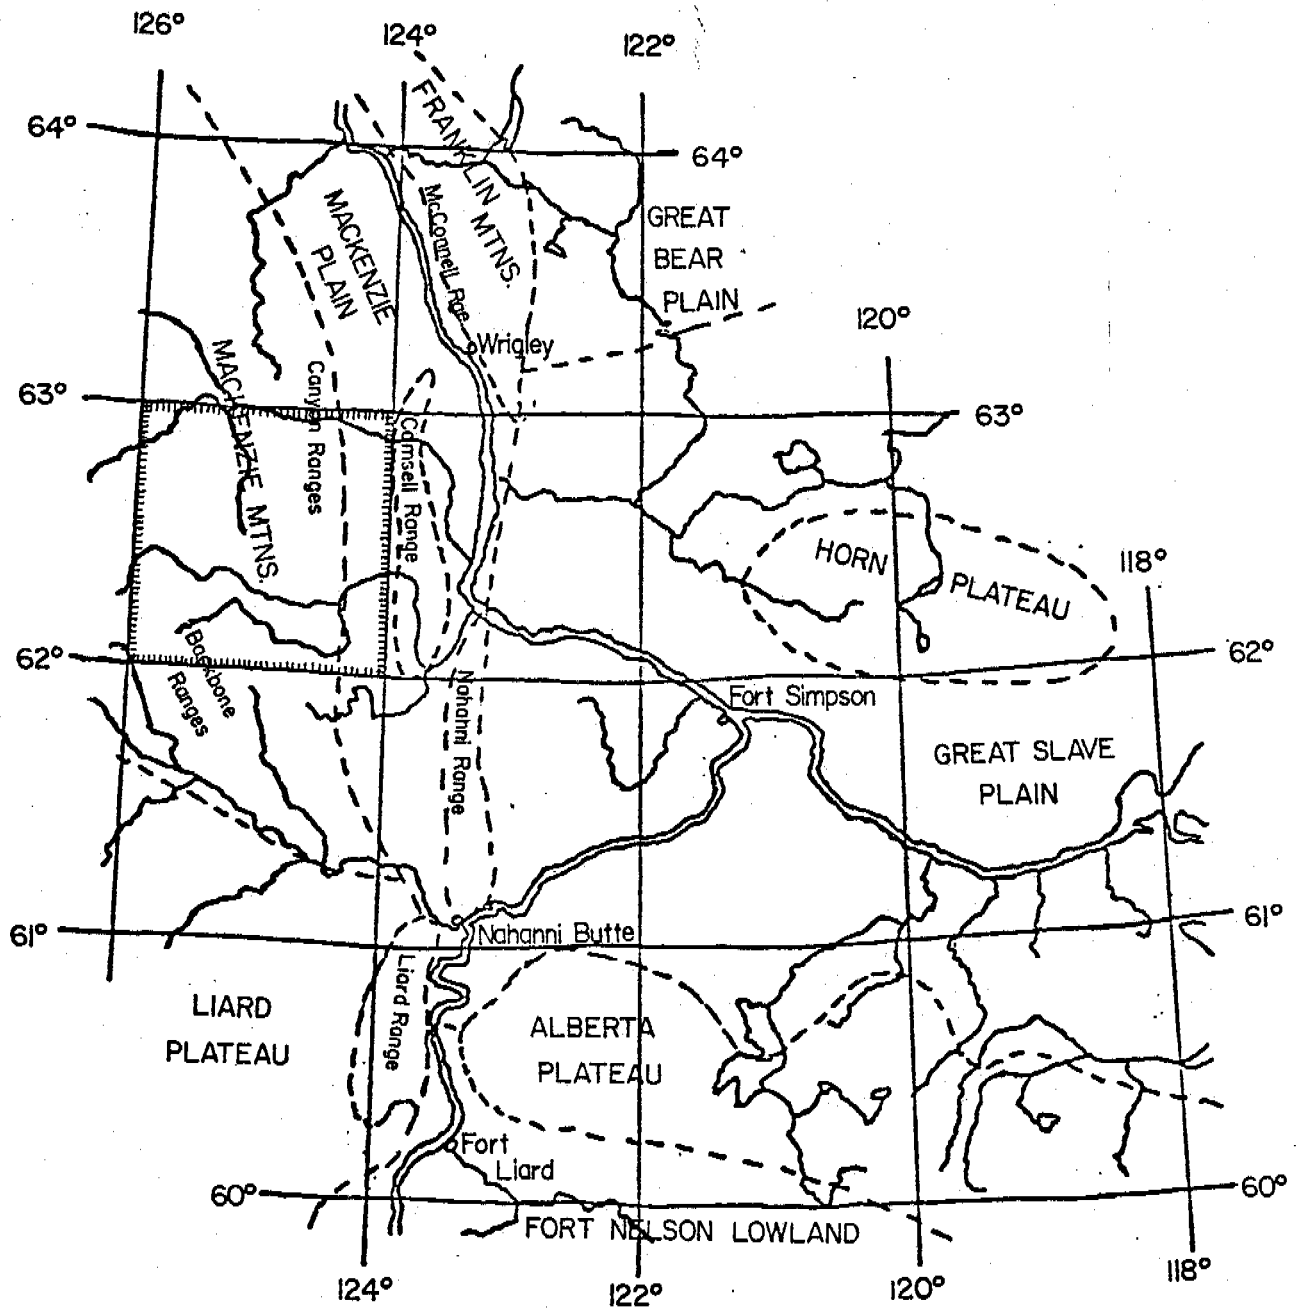 126°
124°
122°
64°
64°
FRANKLIN MTNS.
MACKENZIE
PLAIN
McConnell Rge.
GREAT
BEAR
PLAIN
120°
Wrigley
63°
63°
MACKENZIE MTNS.
Canyon Ranges
Camsell Range
HORN
PLATEAU
118°
62°
62°
Backbone
Ranges
Nahanni Range
Fort Simpson
GREAT SLAVE
PLAIN
61°
61°
Nahanni Butte
LIARD
PLATEAU
Liard Range
ALBERTA
PLATEAU
Fort
Liard
60°
60°
FORT NELSON LOWLAND
124°
122°
120°
118°